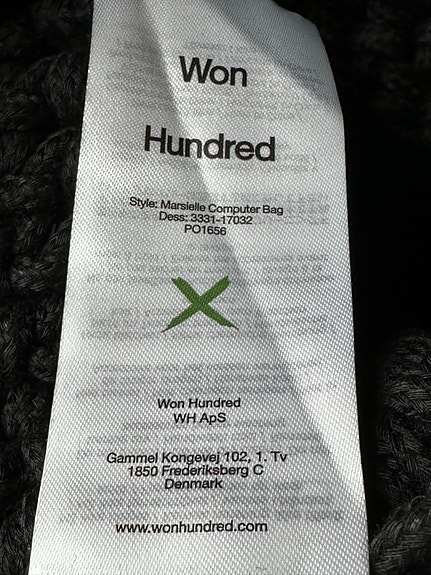 Won
Hundred
Style: Marsielle Computer Bag
Dess: 3331-17032
PO1656
Won Hundred
WH ApS
Gammel Kongevej 102, 1. Tv
1850 Frederiksberg C
Denmark
www.wonhundred.com